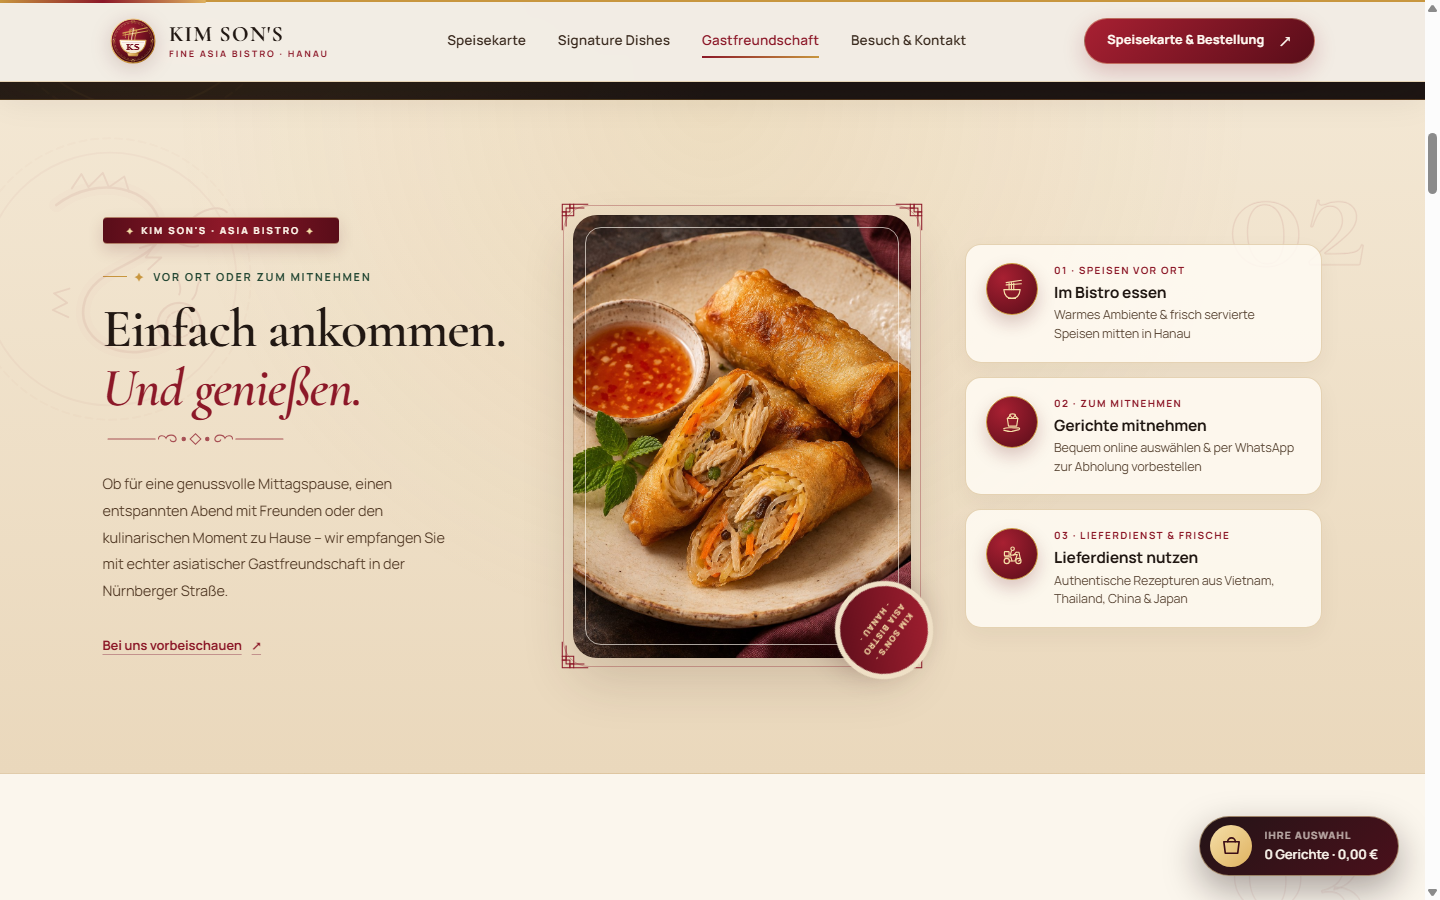 KS
KIM SON'S
FINE ASIA BISTRO · HANAU
Speisekarte
Signature Dishes
Gastfreundschaft
Besuch & Kontakt
Speisekarte & Bestellung ↗
✦ KIM SON'S · ASIA BISTRO ✦
✦ VOR ORT ODER ZUM MITNEHMEN
Einfach ankommen.
Und genießen.
Ob für eine genussvolle Mittagspause, einen
entspannten Abend mit Freunden oder den
kulinarischen Moment zu Hause – wir empfangen Sie
mit echter asiatischer Gastfreundschaft in der
Nürnberger Straße.
Bei uns vorbeischauen ↗
KIM SON'S ·
ASIA BISTRO
· HANAU ·
02
01 · SPEISEN VOR ORT
Im Bistro essen
Warmes Ambiente & frisch servierte
Speisen mitten in Hanau
02 · ZUM MITNEHMEN
Gerichte mitnehmen
Bequem online auswählen & per WhatsApp
zur Abholung vorbestellen
03 · LIEFERDIENST & FRISCHE
Lieferdienst nutzen
Authentische Rezepturen aus Vietnam,
Thailand, China & Japan
IHRE AUSWAHL
0 Gerichte · 0,00 €